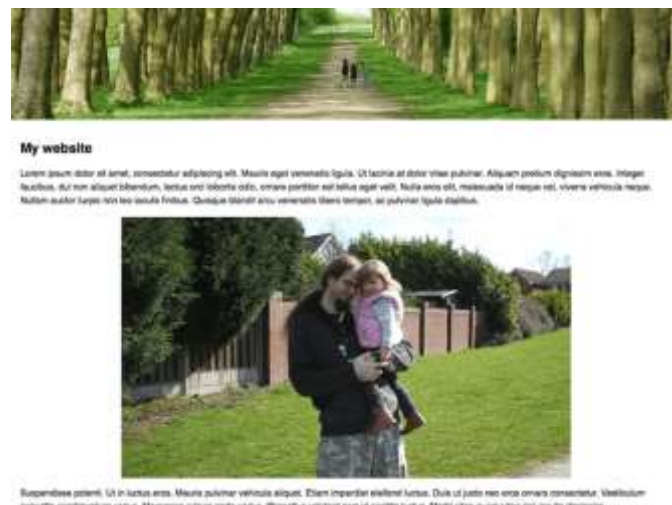 My website
Lorem ipsum dolor sit amet, consectetur adipiscing elit. Mauris eget venenatis ligula. Ut lacinia at dolor vitae pulvinar. Aliquam pretium dignissim eros. Integer
faucibus, dui non aliquet bibendum, lectus orci lobortis odio, ornare porttitor est tellus eget velit. Nulla eros elit, malesuada id neque vel, viverra vehicula neque.
Nullam auctor turpis non leo iaculis finibus. Quisque blandit arcu venenatis libero tempor, ac pulvinar ligula dapibus.
Suspendisse potenti. Ut in luctus eros. Mauris pulvinar vehicula aliquet. Etiam imperdiet eleifend luctus. Duis ut justo nec eros ornare consectetur. Vestibulum